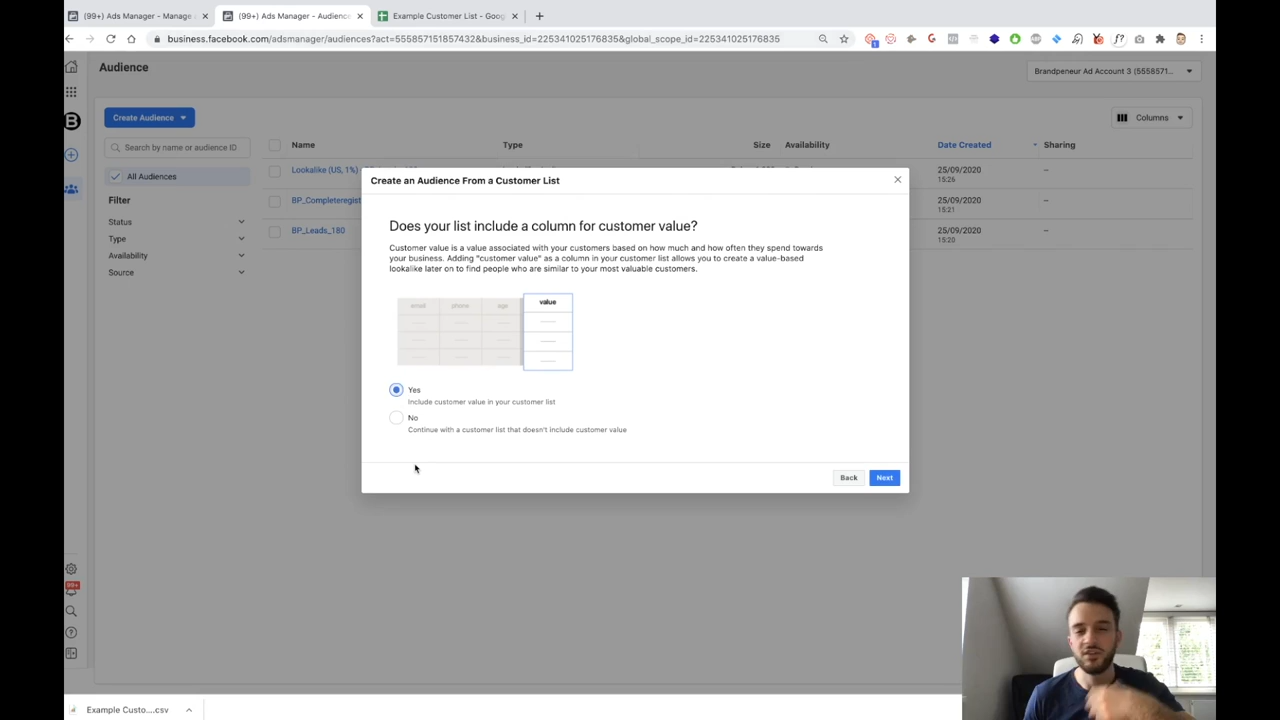 (99+) Ads Manager - Manage
(99+) Ads Manager - Audience
Example Customer List - Goog
business.facebook.com/adsmanager/audiences?act=555857151857432&business_id=225341025176835&global_scope_id=225341025176835
Audience
Brandpeneur Ad Account 3 (5558571...
Create Audience
Columns
Search by name or audience ID
Name
Type
Size
Availability
Date Created
Sharing
All Audiences
Lookalike (US, 1%)
25/09/2020
15:26
–
Filter
BP_Completeregist
25/09/2020
15:21
–
Status
BP_Leads_180
25/09/2020
15:20
–
Type
Availability
Source
Create an Audience From a Customer List
Does your list include a column for customer value?
Customer value is a value associated with your customers based on how much and how often they spend towards
your business. Adding "customer value" as a column in your customer list allows you to create a value-based
lookalike later on to find people who are similar to your most valuable customers.
email phone age value
Yes
Include customer value in your customer list
No
Continue with a customer list that doesn't include customer value
Back
Next
99+
Example Custo....csv